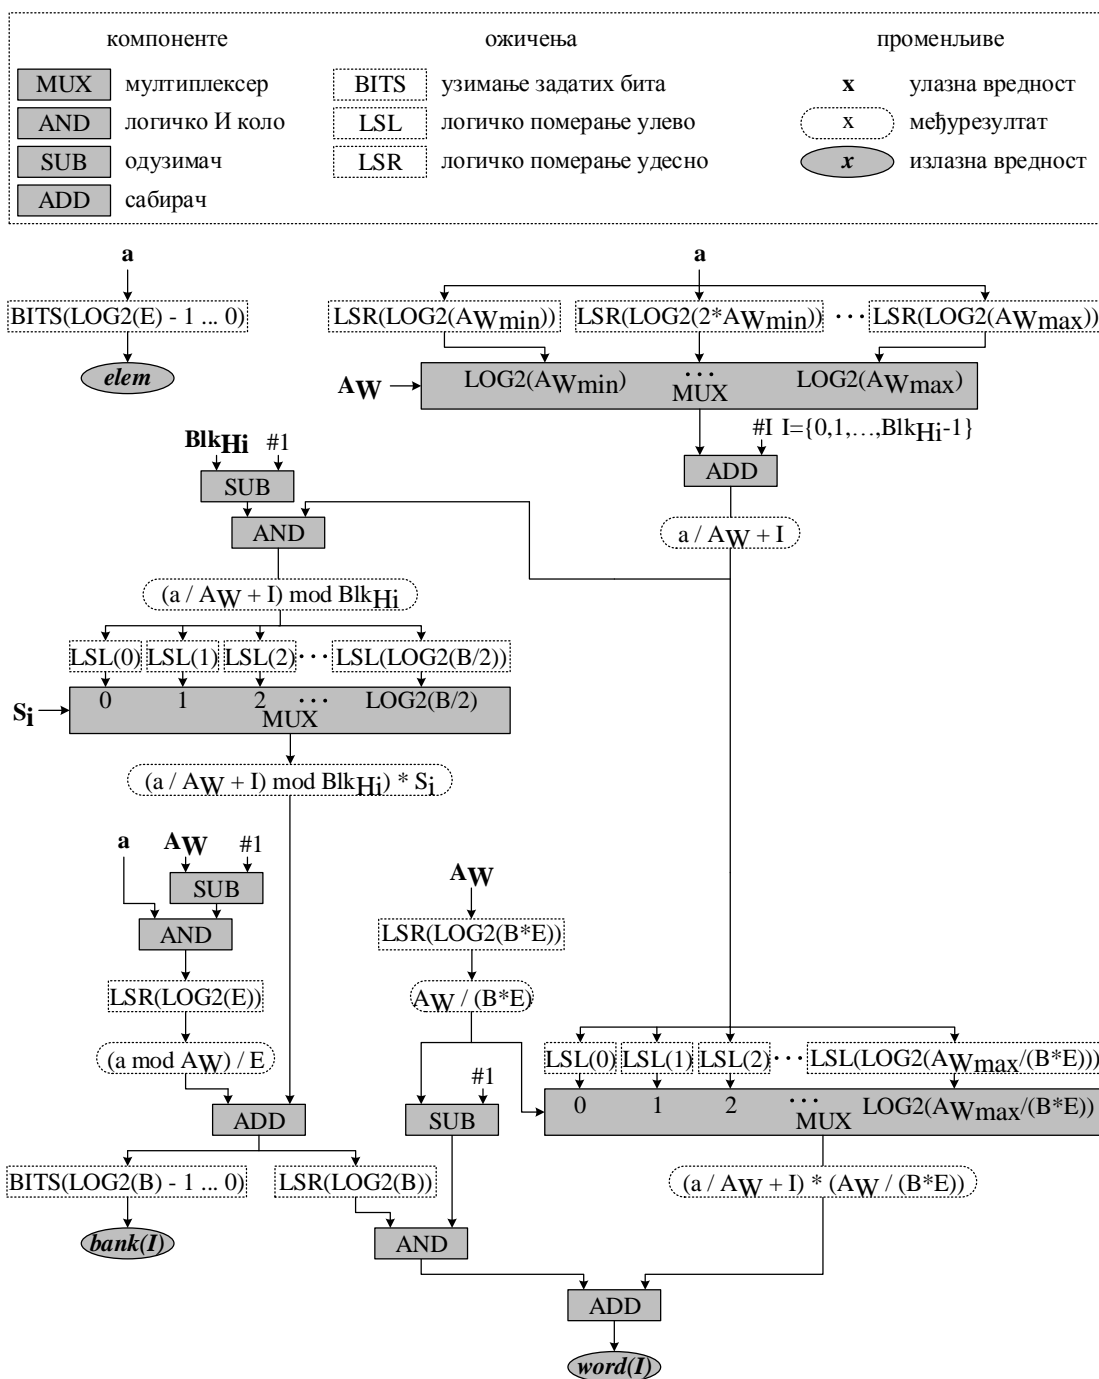 компоненте ожичења променљиве
MUX мултиплексер BITS узимање задатих бита x улазна вредност
AND логичко И коло LSL логичко померање улево x међурезултат
SUB одузимач LSR логичко померање удесно x излазна вредност
ADD сабирач
a a
BITS(LOG2(E) - 1 ... 0) LSR(LOG2(AWmin)) LSR(LOG2(2*AWmin)) ··· LSR(LOG2(AWmax))
elem
AW LOG2(AWmin) ··· LOG2(AWmax)
MUX
#I I={0,1,…,BlkHi-1}
BlkHi #1
ADD
SUB
AND
a / AW + I
(a / AW + I) mod BlkHi
LSL(0) LSL(1) LSL(2) ··· LSL(LOG2(B/2))
0 1 2 ··· LOG2(B/2)
Si MUX
(a / AW + I) mod BlkHi) * Si
a AW #1
AW
SUB
AND
LSR(LOG2(B*E))
LSR(LOG2(E))
AW / (B*E)
(a mod AW) / E
LSL(0) LSL(1) LSL(2) ··· LSL(LOG2(AWmax/(B*E)))
#1
0 1 2 ··· LOG2(AWmax/(B*E))
ADD SUB MUX
BITS(LOG2(B) - 1 ... 0) LSR(LOG2(B)) (a / AW + I) * (AW / (B*E))
bank(I) AND
ADD
word(I)